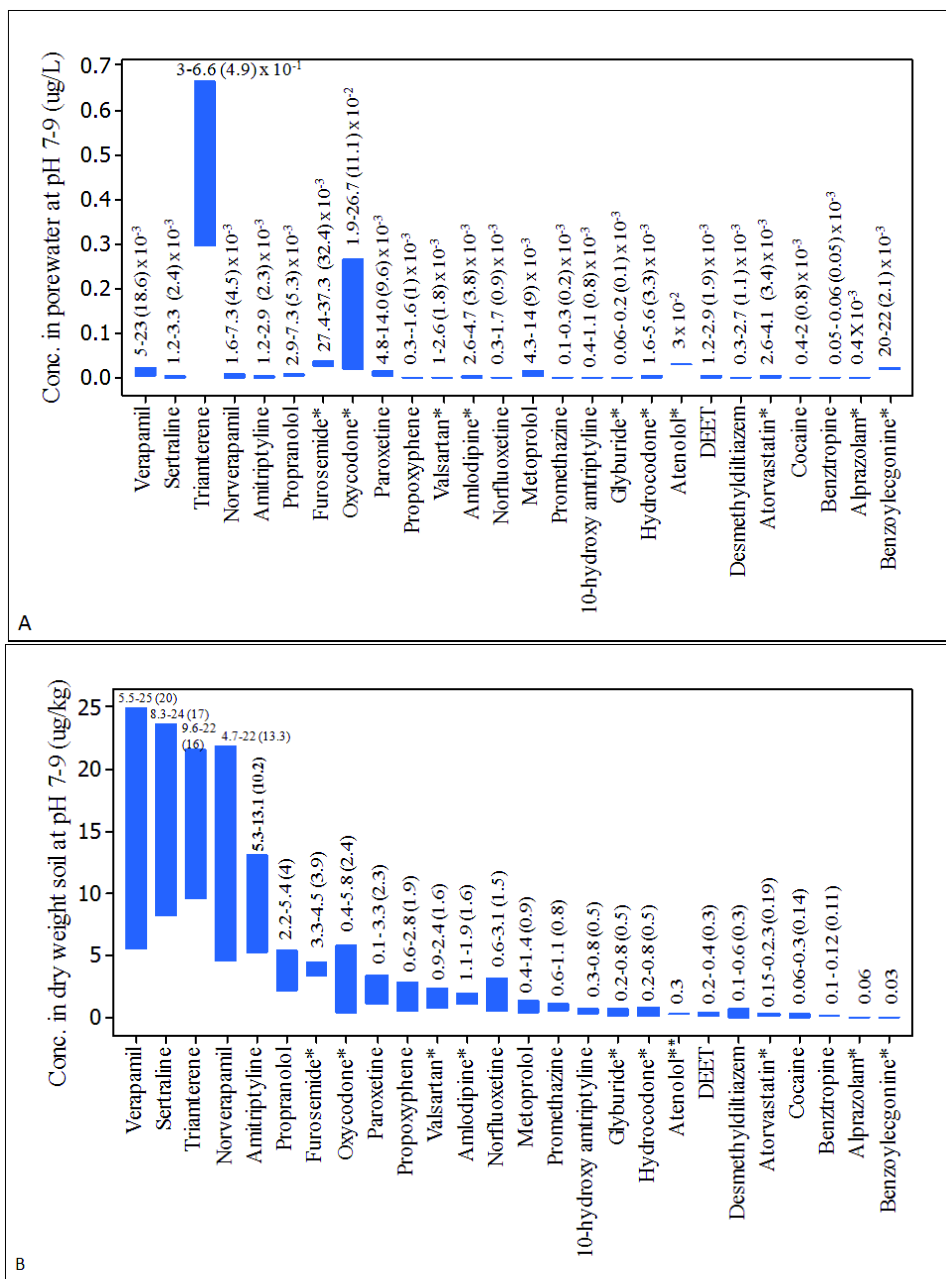 Conc. in porewater at pH 7-9 (ug/L)
0.7
0.6
0.5
0.4
0.3
0.2
0.1
0.0
5-23 (18.6) x 10-3
1.2-3.3 (2.4) x 10-3
3-6.6 (4.9) x 10-1
1.6-7.3 (4.5) x 10-3
1.2-2.9 (2.3) x 10-3
2.9-7.3 (5.3) x 10-3
27.4-37.3 (32.4) x 10-3
1.9-26.7 (11.1) x 10-2
4.8-14.0 (9.6) x 10-3
0.3--1.6 (1) x 10-3
1-2.6 (1.8) x 10-3
2.6-4.7 (3.8) x 10-3
0.3-1.7 (0.9) x 10-3
4.3-14 (9) x 10-3
0.1-0.3 (0.2) x 10-3
0.4-1.1 (0.8) x 10-3
0.06-0.2 (0.1) x 10-3
1.6-5.6 (3.3) x 10-3
3 x 10-2
1.2-2.9 (1.9) x 10-3
0.3-2.7 (1.1) x 10-3
2.6-4.1 (3.4) x 10-3
0.4-2 (0.8) x 10-3
0.05-0.06 (0.05) x 10-3
0.4 X 10-3
20-22 (2.1) x 10-3
Verapamil
Sertraline
Triamterene
Norverapamil
Amitriptyline
Propranolol
Furosemide*
Oxycodone*
Paroxetine
Propoxyphene
Valsartan*
Amlodipine*
Norfluoxetine
Metoprolol
Promethazine
10-hydroxy amtriptyline
Glyburide*
Hydrocodone*
Atenolol*
DEET
Desmethyldiltiazem
Atorvastatin*
Cocaine
Benztropine
Alprazolam*
Benzoylecgonine*
A
Conc. in dry weight soil at pH 7-9 (ug/kg)
25
20
15
10
5
0
5.5-25 (20)
8.3-24 (17)
9.6-22
(16)
4.7-22 (13.3)
5.3-13.1 (10.2)
2.2-5.4 (4)
3.3-4.5 (3.9)
0.4-5.8 (2.4)
0.1-3.3 (2.3)
0.6-2.8 (1.9)
0.9-2.4 (1.6)
1.1-1.9 (1.6)
0.6-3.1 (1.5)
0.4-1.4 (0.9)
0.6-1.1 (0.8)
0.3-0.8 (0.5)
0.2-0.8 (0.5)
0.2-0.8 (0.5)
0.3
0.2-0.4 (0.3)
0.1-0.6 (0.3)
0.15-0.23 (0.19)
0.06-0.3 (0.14)
0.1-0.12 (0.11)
0.06
0.03
Verapamil
Sertraline
Triamterene
Norverapamil
Amitriptyline
Propranolol
Furosemide*
Oxycodone*
Paroxetine
Propoxyphene
Valsartan*
Amlodipine*
Norfluoxetine
Metoprolol
Promethazine
10-hydroxy amtriptyline
Glyburide*
Hydrocodone*
Atenolol**
DEET
Desmethyldiltiazem
Atorvastatin*
Cocaine
Benztropine
Alprazolam*
Benzoylecgonine*
B